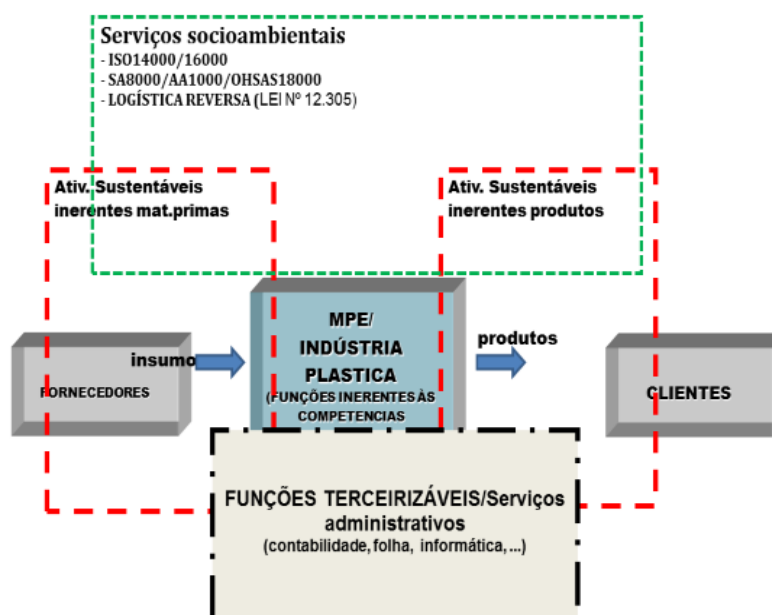 Serviços socioambientais
- ISO14000/16000
- SA8000/AA1000/OHSAS18000
- LOGÍSTICA REVERSA (LEI Nº 12.305)
Ativ. Sustentáveis
inerentes mat.primas
Ativ. Sustentáveis
inerentes produtos
FORNECEDORES
insumo
MPE/
INDÚSTRIA
PLASTICA
(FUNÇÕES INERENTES ÀS
COMPETENCIAS
produtos
CLIENTES
FUNÇÕES TERCEIRIZÁVEIS/Serviços
administrativos
(contabilidade, folha, informática, ...)